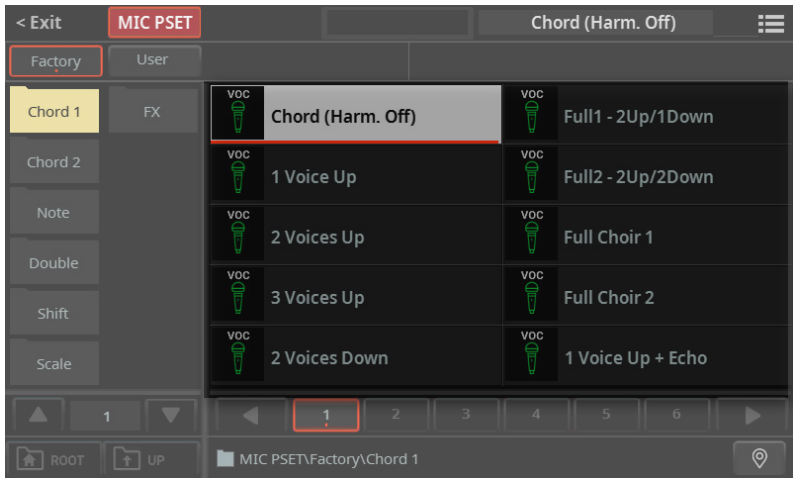 < Exit
MIC PSET
Chord (Harm. Off)
Factory
User
Chord 1
FX
Chord 2
Note
Double
Shift
Scale
VOC
Chord (Harm. Off)
VOC
Full1 - 2Up/1Down
VOC
1 Voice Up
VOC
Full2 - 2Up/2Down
VOC
2 Voices Up
VOC
Full Choir 1
VOC
3 Voices Up
VOC
Full Choir 2
VOC
2 Voices Down
VOC
1 Voice Up + Echo
1
1
2
3
4
5
6
ROOT
UP
MIC PSET\Factory\Chord 1